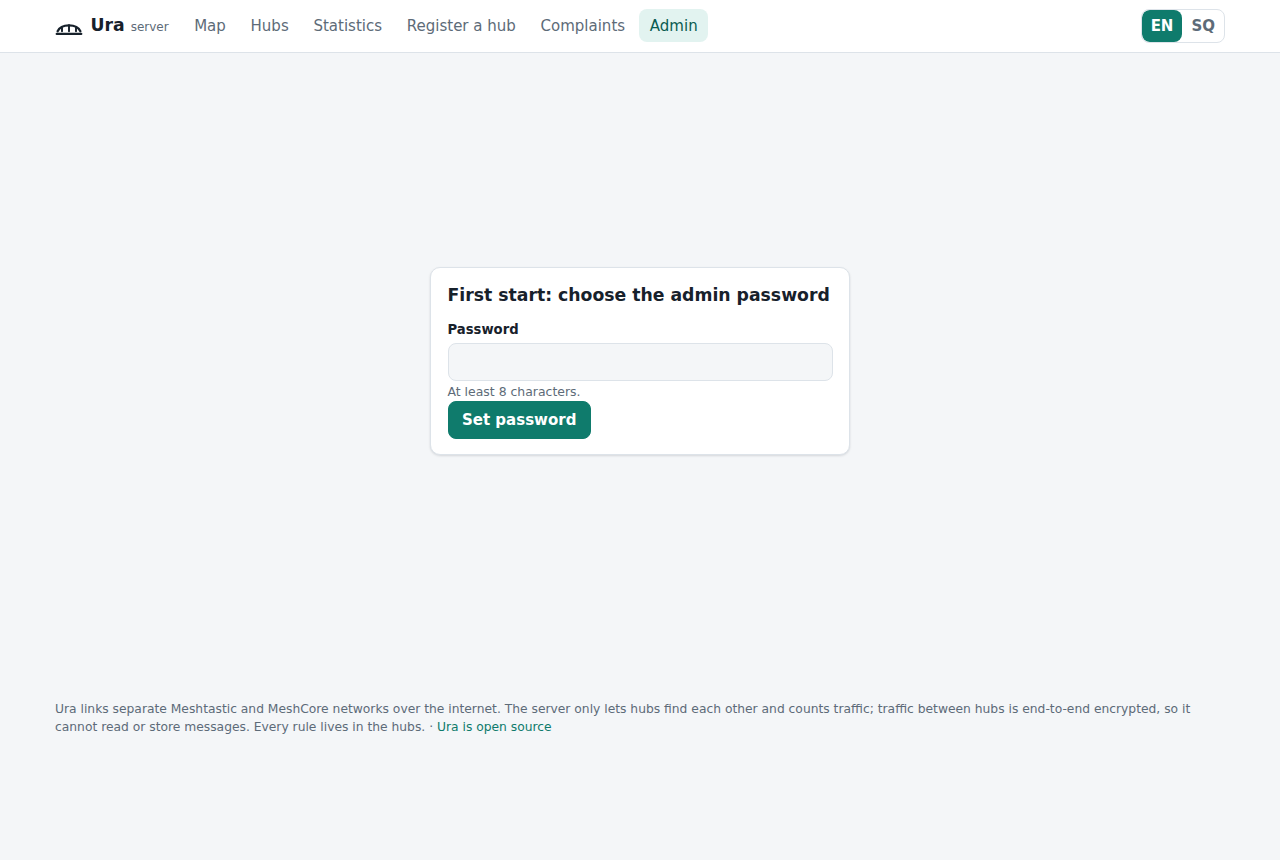 Ura server Map Hubs Statistics Register a hub Complaints Admin EN SQ
First start: choose the admin password
Password
At least 8 characters.
Set password
Ura links separate Meshtastic and MeshCore networks over the internet. The server only lets hubs find each other and counts traffic; traffic between hubs is end-to-end encrypted, so it
cannot read or store messages. Every rule lives in the hubs. · Ura is open source